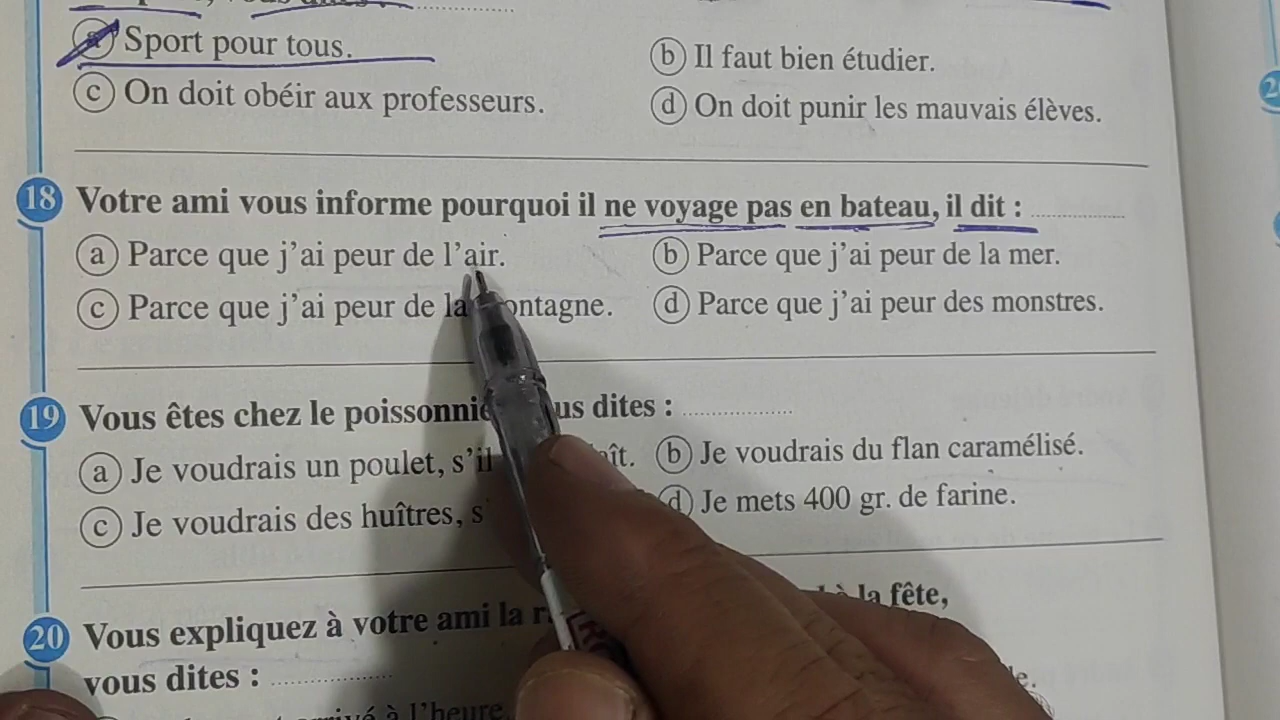 a Sport pour tous.
b Il faut bien étudier.
c On doit obéir aux professeurs.
d On doit punir les mauvais élèves.
18 Votre ami vous informe pourquoi il ne voyage pas en bateau, il dit : ....................
a Parce que j'ai peur de l'air.
b Parce que j'ai peur de la mer.
c Parce que j'ai peur de la
d Parce que j'ai peur des monstres.
19 Vous êtes chez le dites : ....................
a Je voudrais un poulet, s'il
b Je voudrais du flan caramélisé.
c Je voudrais des huîtres,
d Je mets 400 gr. de farine.
20 Vous expliquez à votre ami la à la fête,
vous dites : ....................
à l'heure